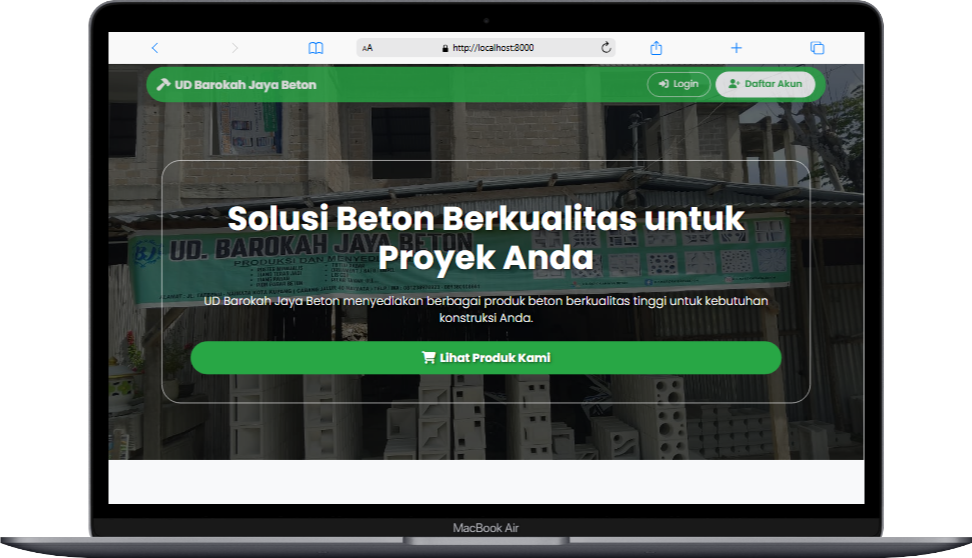 AA http://localhost:8000
UD Barokah Jaya Beton
Login
Daftar Akun
Solusi Beton Berkualitas untuk
Proyek Anda
UD. BAROKAH JAYA BETON
PRODUKSI DAN
UD Barokah Jaya Beton menyediakan berbagai produk beton berkualitas tinggi untuk kebutuhan
konstruksi Anda.
Lihat Produk Kami
MacBook Air